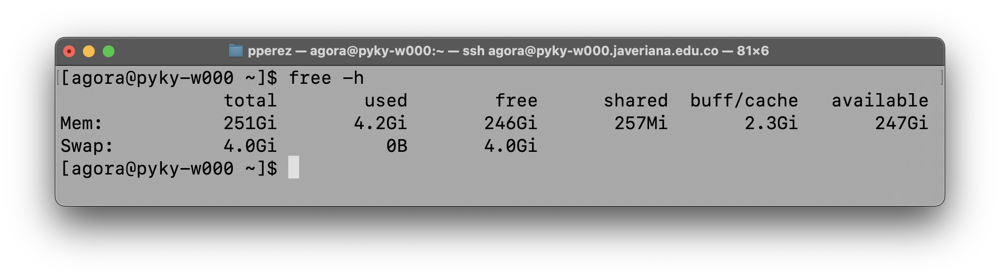 pperez — agora@pyky-w000:~ — ssh agora@pyky-w000.javeriana.edu.co — 81×6
[agora@pyky-w000 ~]$ free -h
total used free shared buff/cache available
Mem: 251Gi 4.2Gi 246Gi 257Mi 2.3Gi 247Gi
Swap: 4.0Gi 0B 4.0Gi
[agora@pyky-w000 ~]$